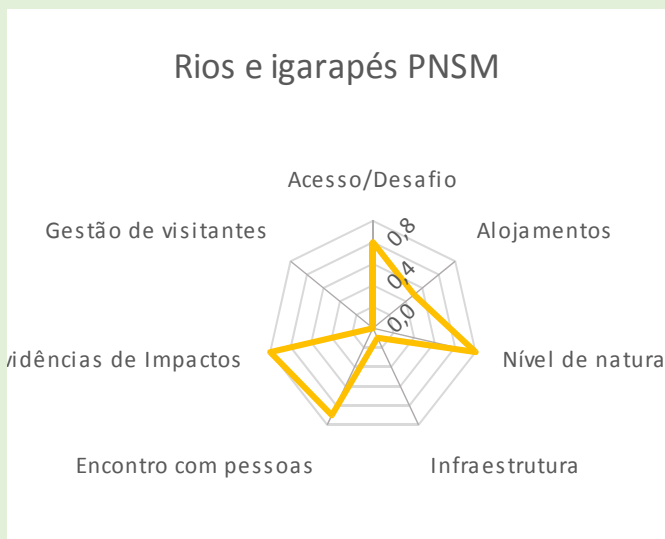 Rios e igarapés PNSM
Acesso/Desafio
Gestão de visitantes
0,8
Alojamentos
0,4
0,0
vidências de Impactos
Nível de natura
Encontro com pessoas
Infraestrutura